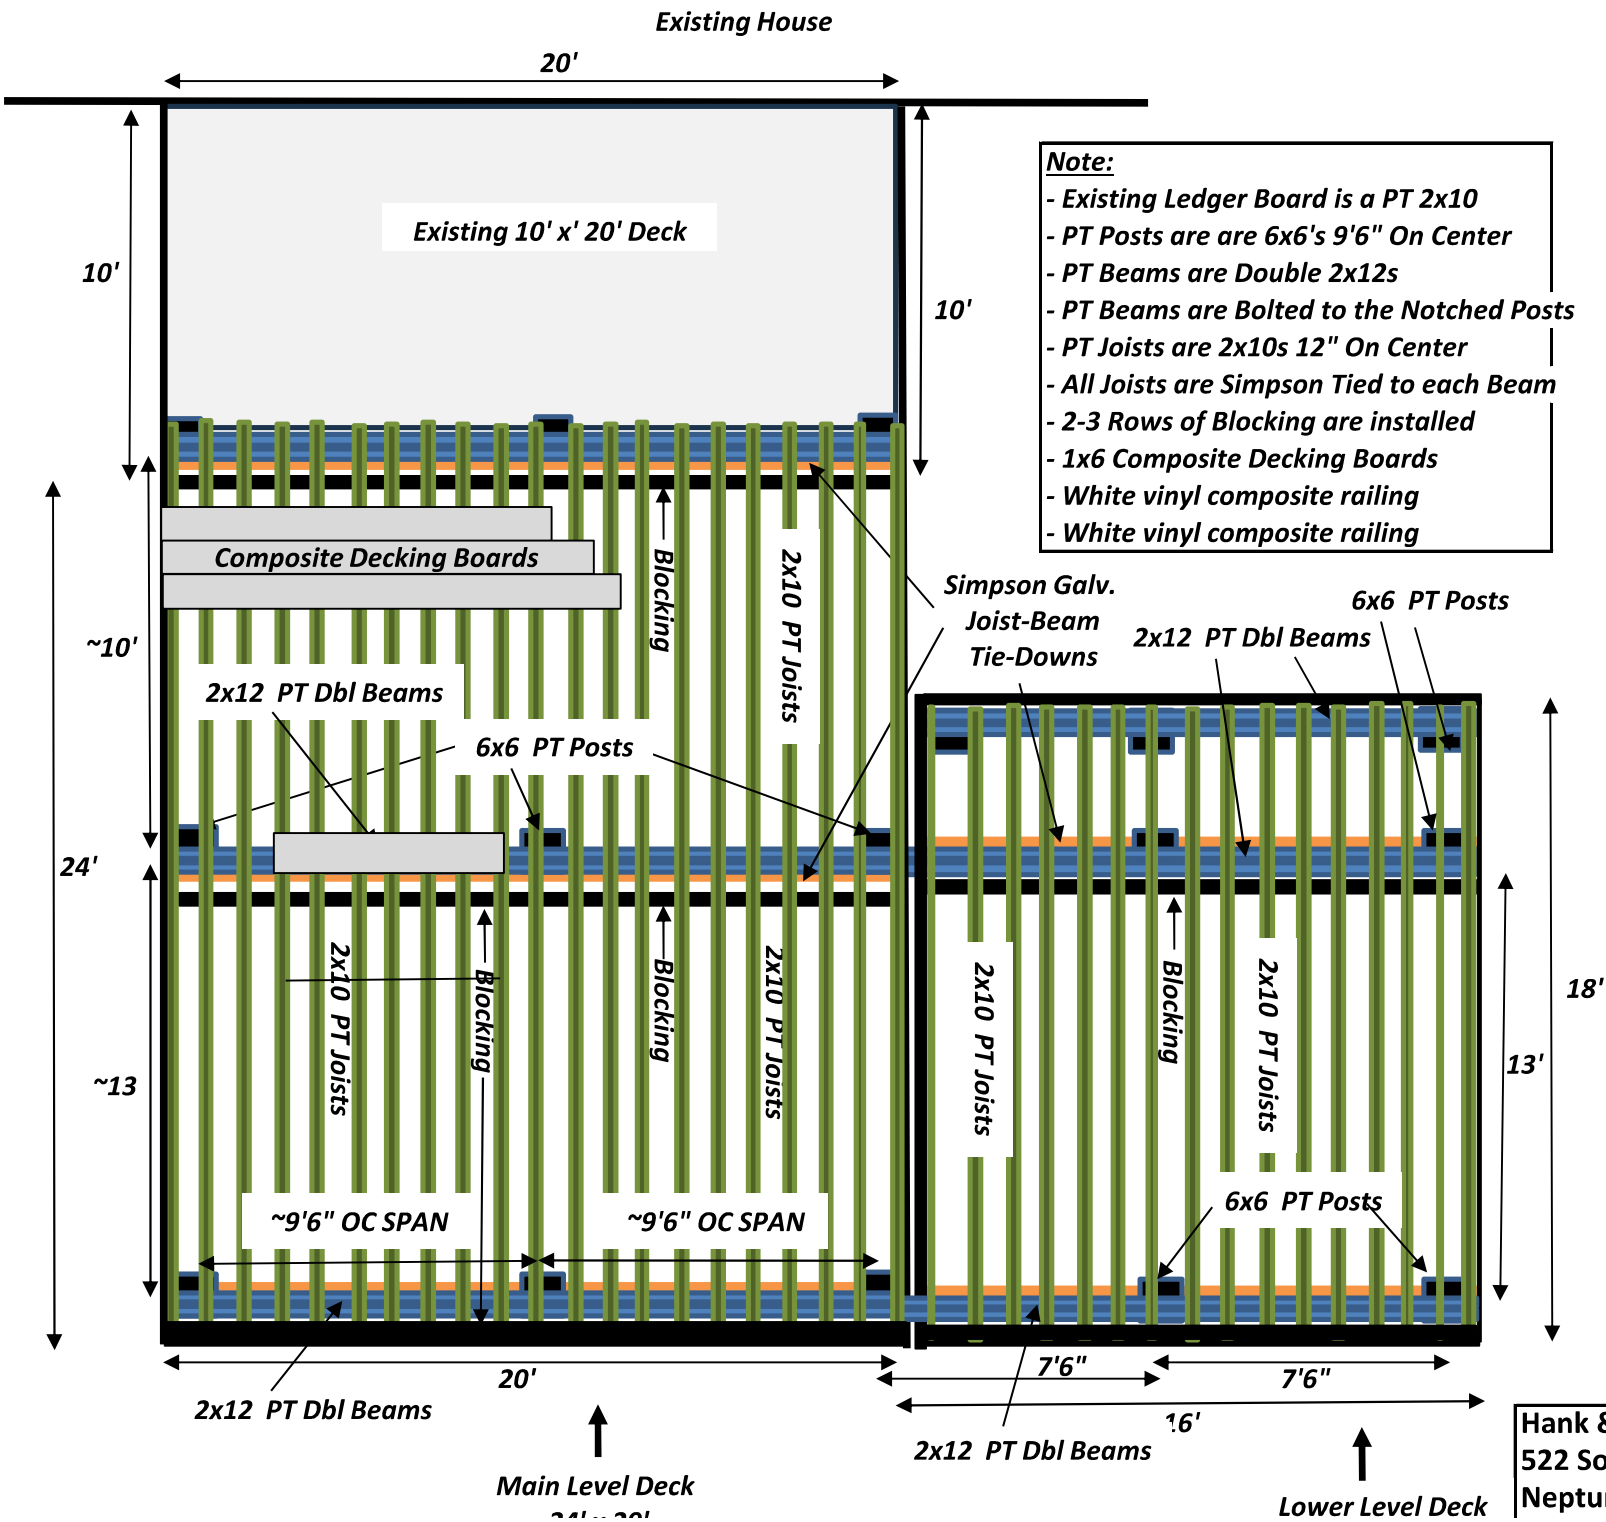 Existing House
20'
10'
Existing 10' x' 20' Deck
10'
Note:
- Existing Ledger Board is a PT 2x10
- PT Posts are are 6x6's 9'6" On Center
- PT Beams are Double 2x12s
- PT Beams are Bolted to the Notched Posts
- PT Joists are 2x10s 12" On Center
- All Joists are Simpson Tied to each Beam
- 2-3 Rows of Blocking are installed
- 1x6 Composite Decking Boards
- White vinyl composite railing
- White vinyl composite railing
Composite Decking Boards
Blocking
2x10 PT Joists
Simpson Galv.
Joist-Beam
Tie-Downs
6x6 PT Posts
2x12 PT Dbl Beams
~10'
2x12 PT Dbl Beams
6x6 PT Posts
24'
2x10 PT Joists
Blocking
Blocking
2x10 PT Joists
2x10 PT Joists
Blocking
2x10 PT Joists
18'
13'
~13
6x6 PT Posts
~9'6" OC SPAN
~9'6" OC SPAN
20'
7'6"
7'6"
2x12 PT Dbl Beams
16'
2x12 PT Dbl Beams
Main Level Deck
24' x 20'
Lower Level Deck
Hank &
522 So
Neptun